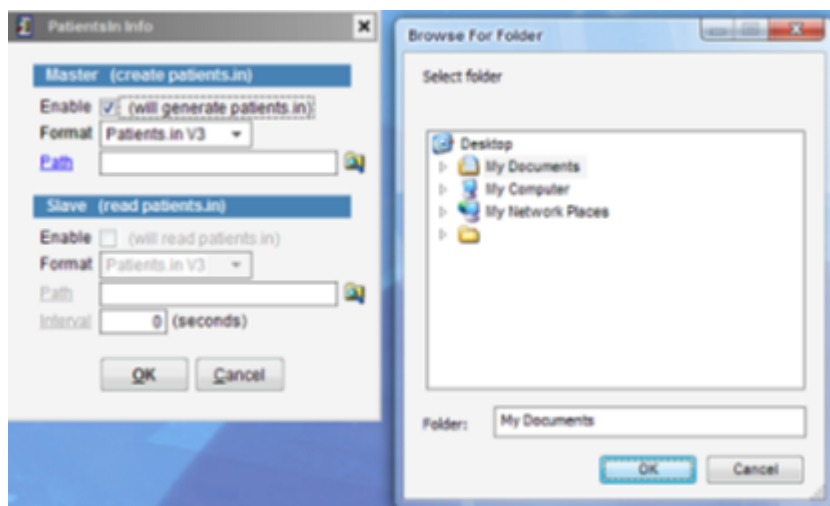 PatientsIn Info
Master (create patients.in)
Enable (will generate patients.in)
Format Patients.in V3
Path
Slave (read patients.in)
Enable (will read patients.in)
Format Patients.in V3
Path
Interval 0 (seconds)
OK Cancel
Browse For Folder
Select folder
Desktop
My Documents
My Computer
My Network Places
Folder: My Documents
OK Cancel